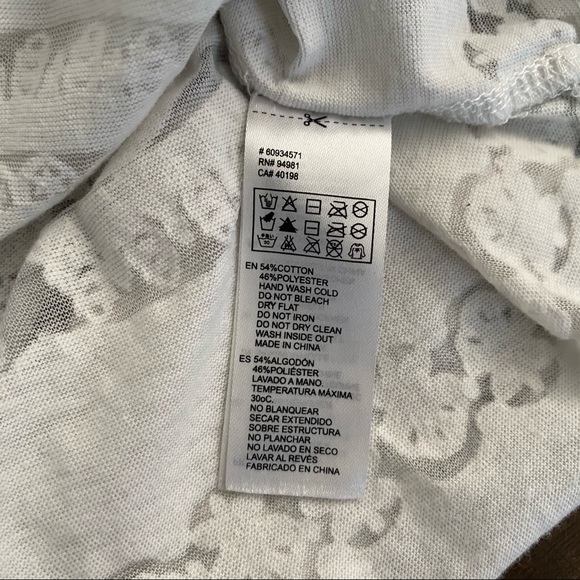 # 60934571
RN# 94981
CA# 40198
EN 54%COTTON
46%POLYESTER
HAND WASH COLD
DO NOT BLEACH
DRY FLAT
DO NOT IRON
DO NOT DRY CLEAN
WASH INSIDE OUT
MADE IN CHINA
ES 54%ALGODÓN
46%POLIÉSTER
LAVADO A MANO.
TEMPERATURA MÁXIMA
30oC.
NO BLANQUEAR
SECAR EXTENDIDO
SOBRE ESTRUCTURA
NO PLANCHAR
NO LAVADO EN SECO
LAVAR AL REVÉS
FABRICADO EN CHINA